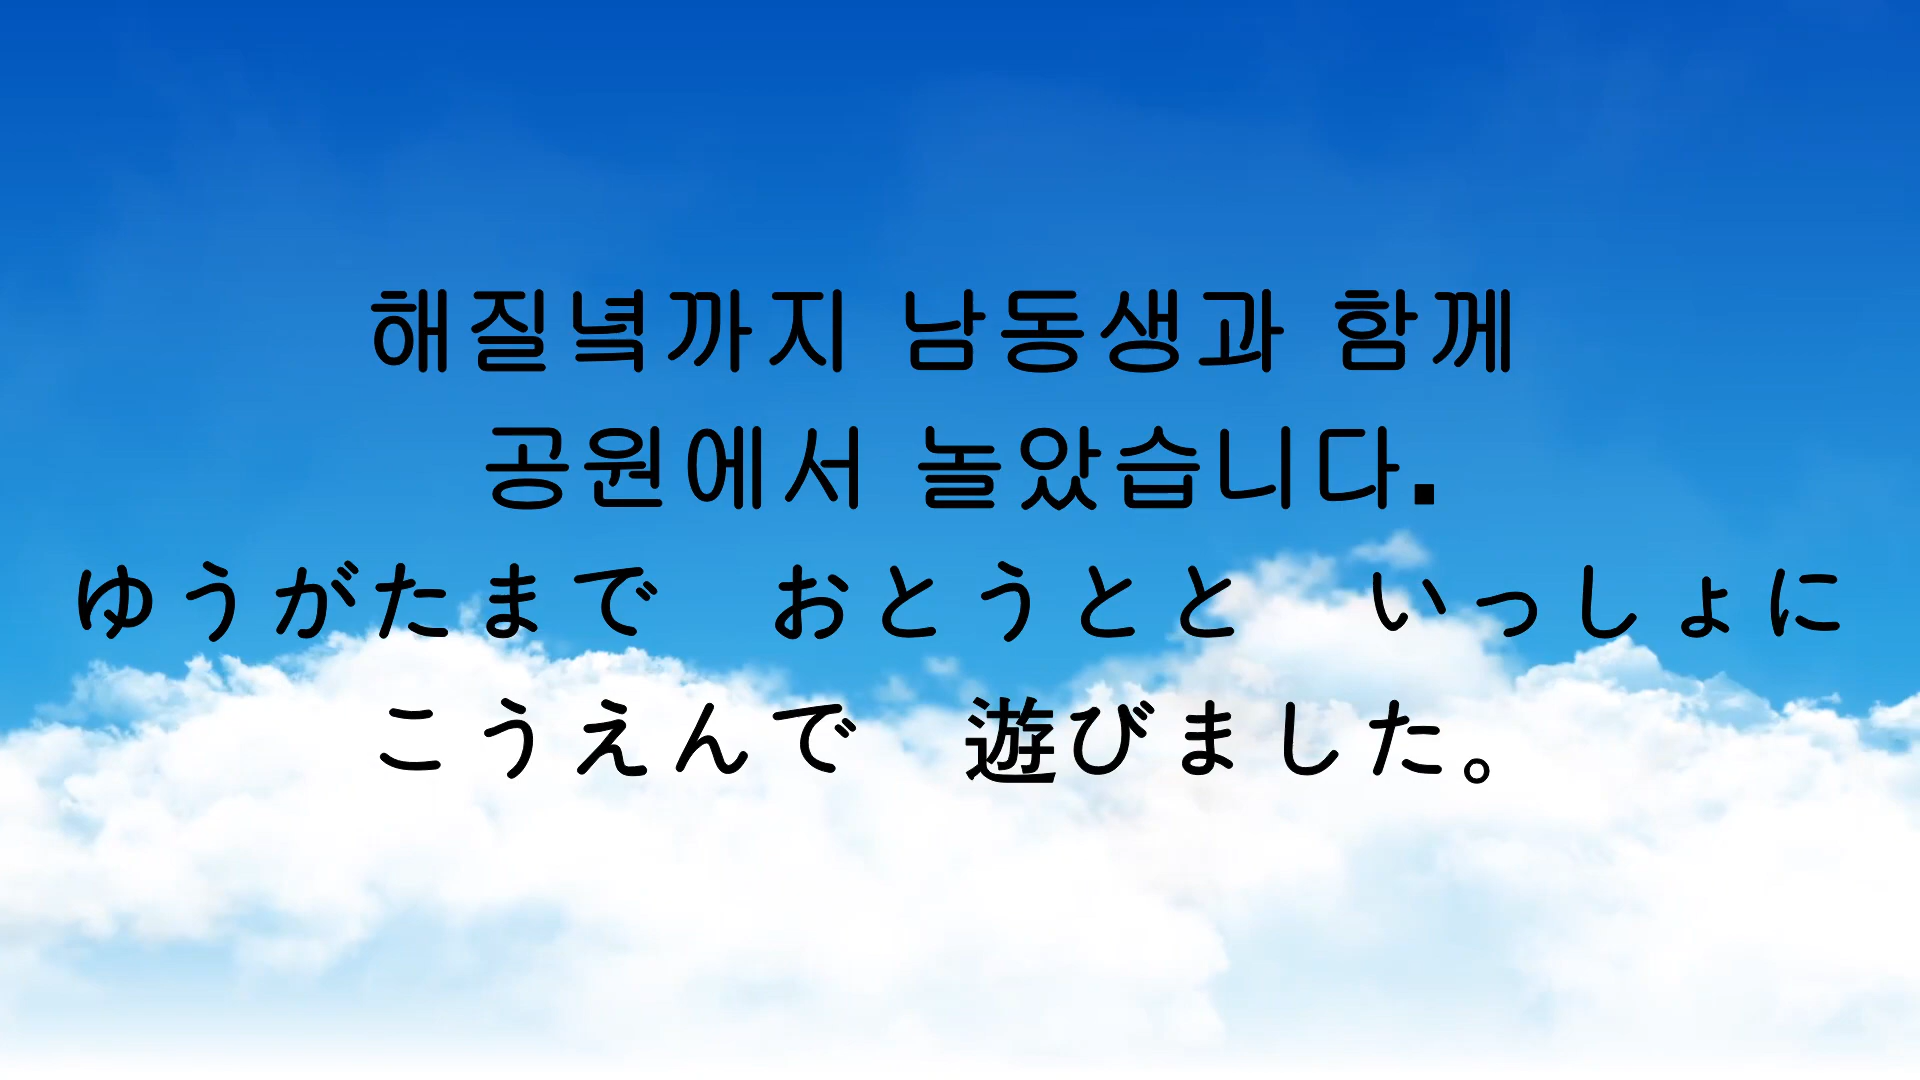 해질녘까지 남동생과 함께
공원에서 놀았습니다.
ゆうがたまで　おとうとと　いっしょに
こうえんで　遊びました。